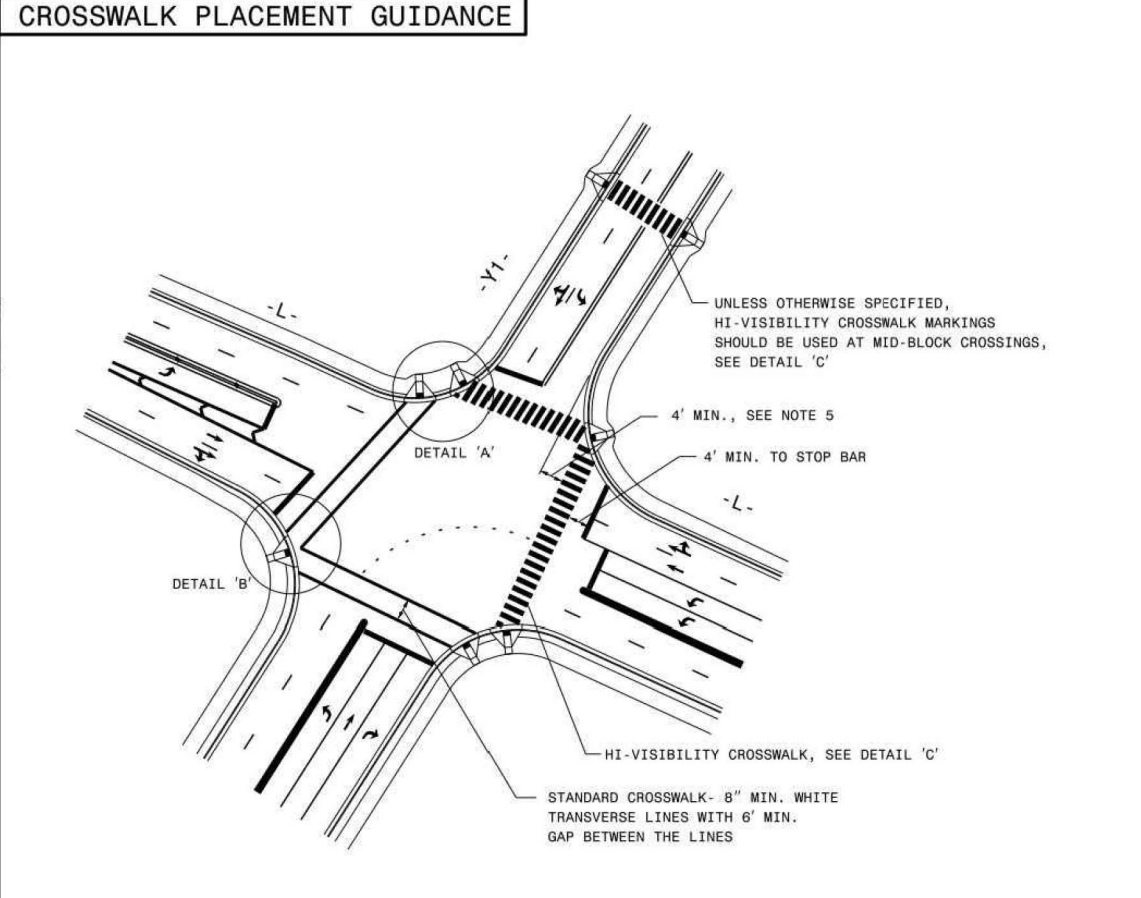 CROSSWALK PLACEMENT GUIDANCE
-Y1-
-L-
UNLESS OTHERWISE SPECIFIED,
HI-VISIBILITY CROSSWALK MARKINGS
SHOULD BE USED AT MID-BLOCK CROSSINGS,
SEE DETAIL 'C'
4' MIN., SEE NOTE 5
DETAIL 'A'
4' MIN. TO STOP BAR
-L-
DETAIL 'B'
HI-VISIBILITY CROSSWALK, SEE DETAIL 'C'
STANDARD CROSSWALK- 8" MIN. WHITE
TRANSVERSE LINES WITH 6' MIN.
GAP BETWEEN THE LINES